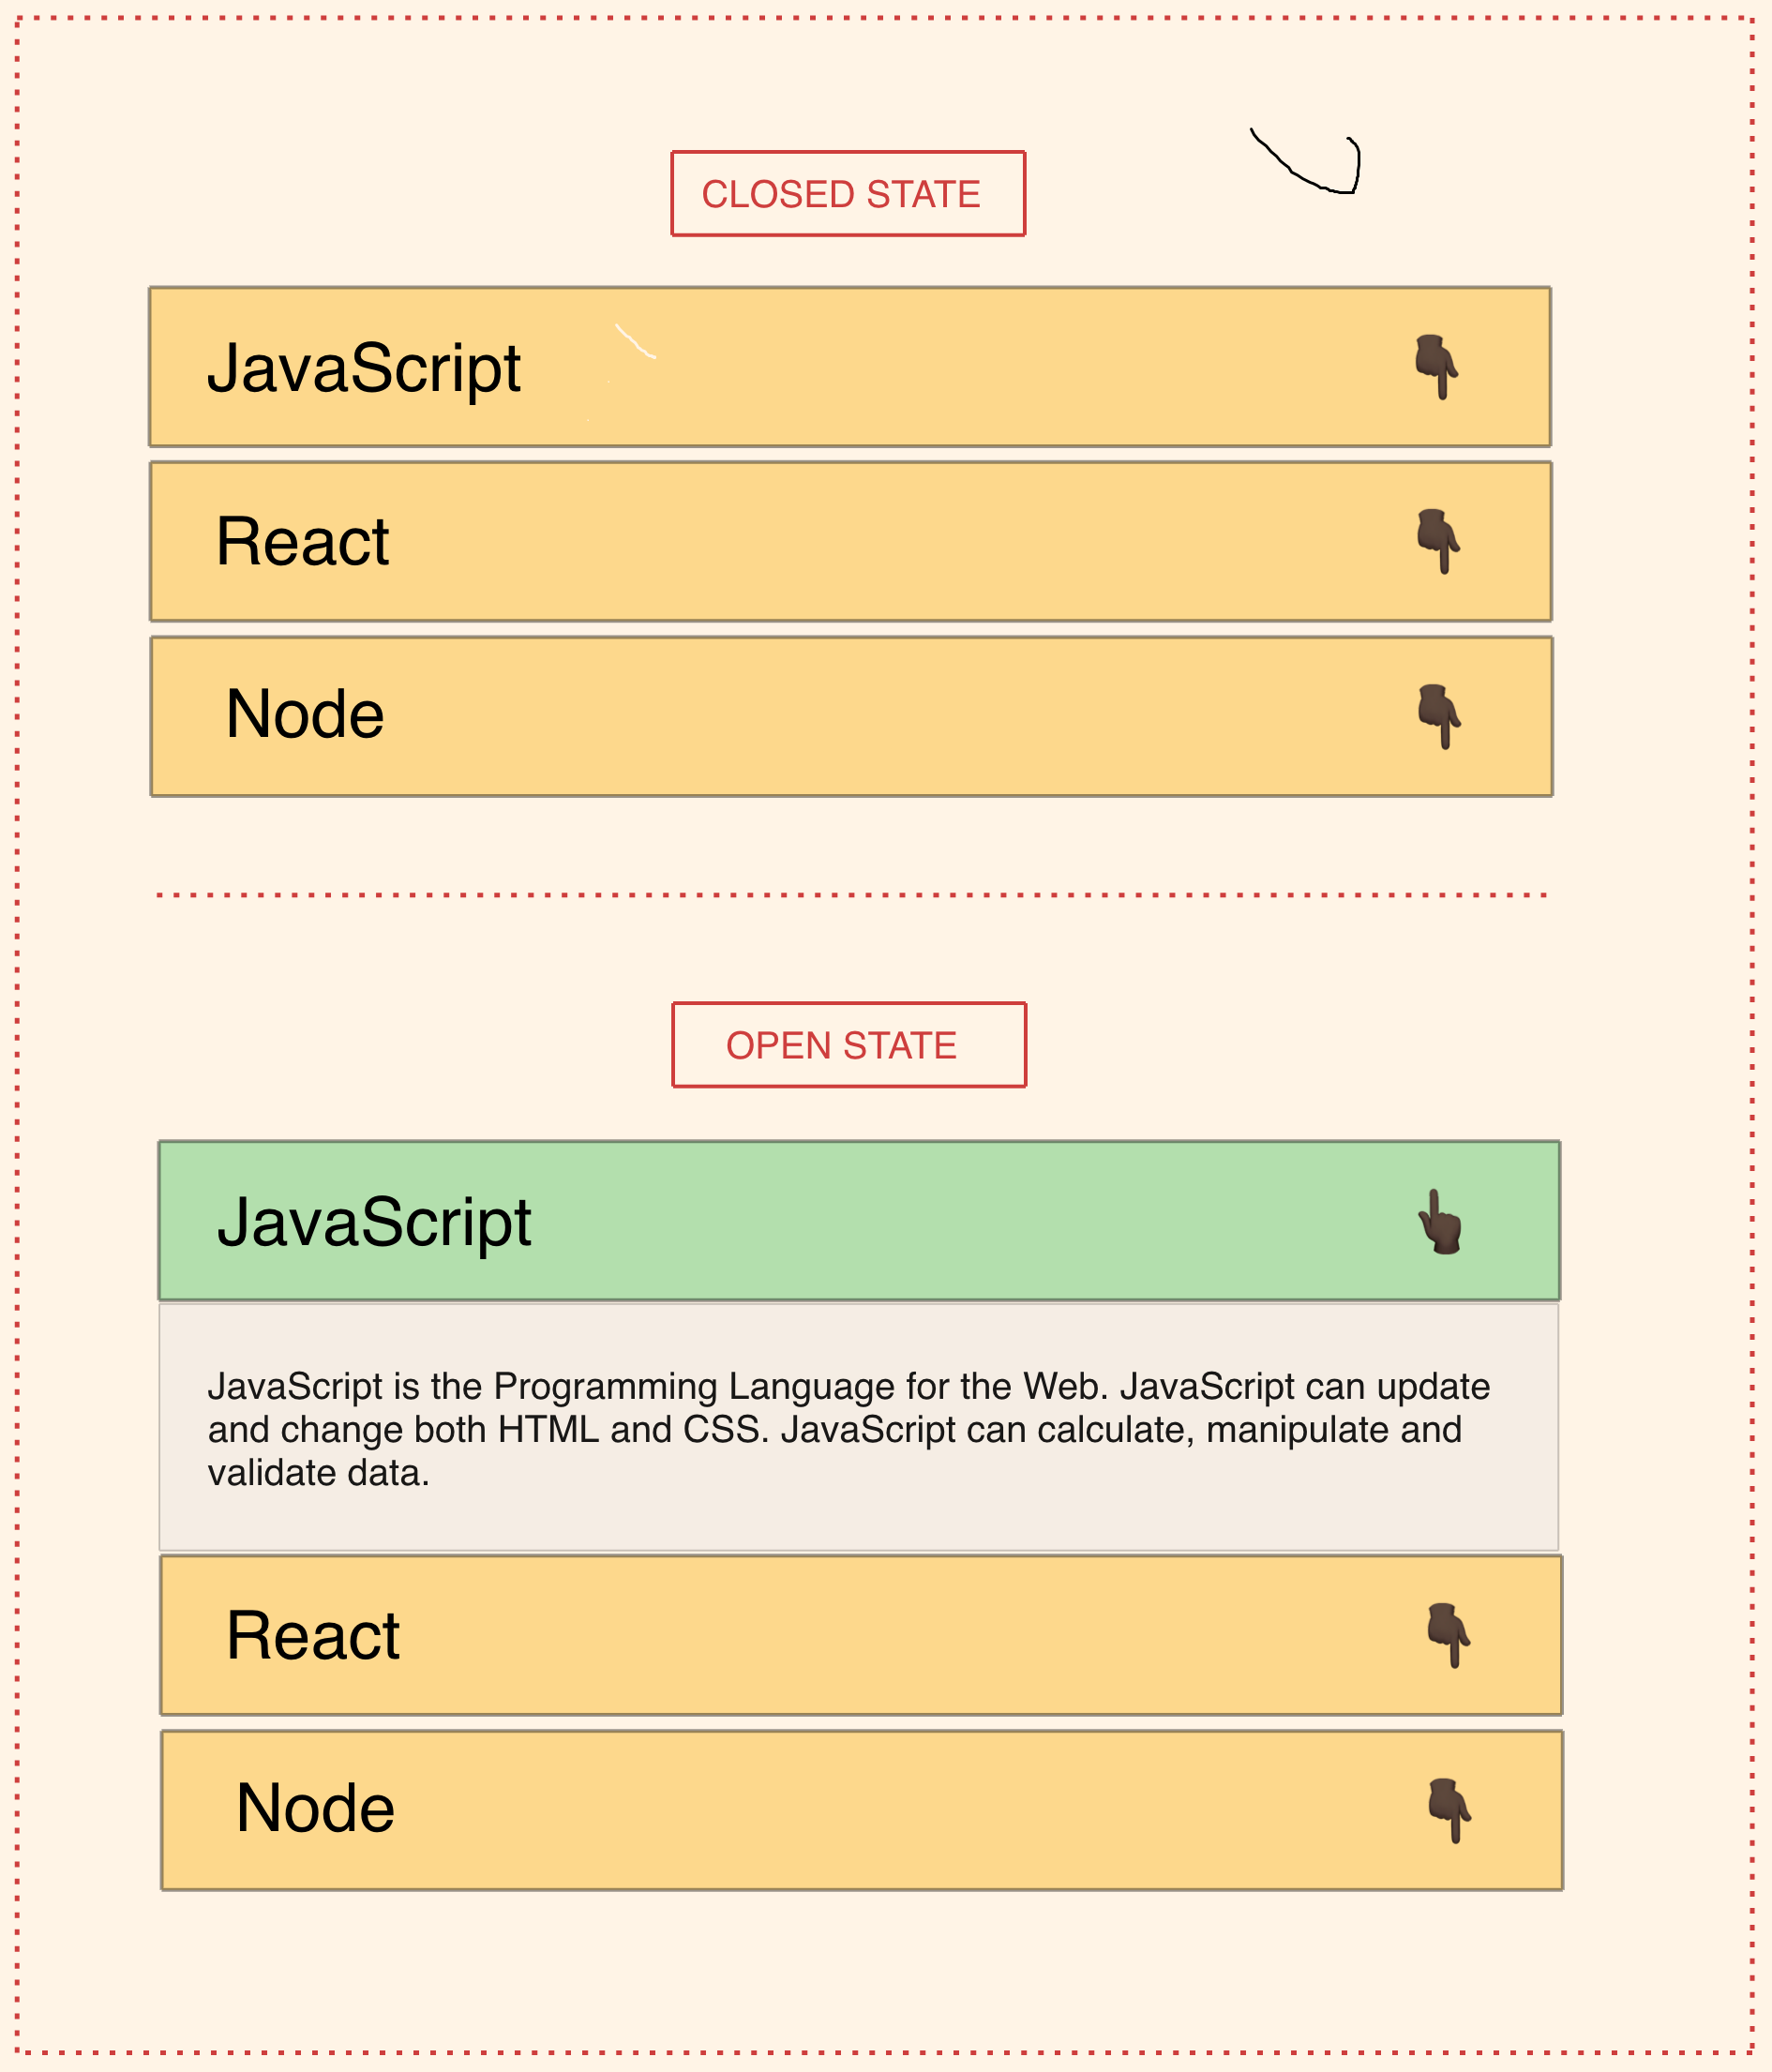 CLOSED STATE
JavaScript
React
Node
OPEN STATE
JavaScript
JavaScript is the Programming Language for the Web. JavaScript can update
and change both HTML and CSS. JavaScript can calculate, manipulate and
validate data.
React
Node